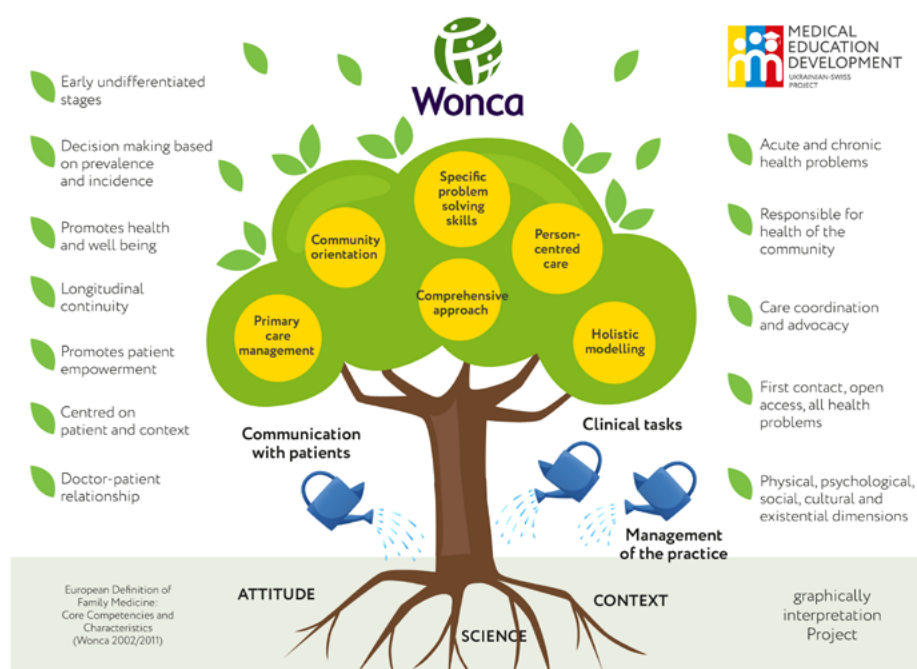 Wonca
MEDICAL
EDUCATION
DEVELOPMENT
UKRAINIAN-SWISS
PROJECT
Early undifferentiated
stages
Decision making based
on prevalence
and incidence
Promotes health
and well being
Longitudinal
continuity
Promotes patient
empowerment
Centred on
patient and context
Doctor-patient
relationship
Specific
problem
solving
skills
Community
orientation
Person-
centred
care
Comprehensive
approach
Primary
care
management
Holistic
modelling
Acute and chronic
health problems
Responsible for
health of the
community
Care coordination
and advocacy
First contact, open
access, all health
problems
Physical, psychological,
social, cultural and
existential dimensions
Communication
with patients
Clinical tasks
Management
of the practice
ATTITUDE
SCIENCE
CONTEXT
European Definition of
Family Medicine:
Core Competencies and
Characteristics
(Wonca 2002/2011)
graphically
interpretation
Project